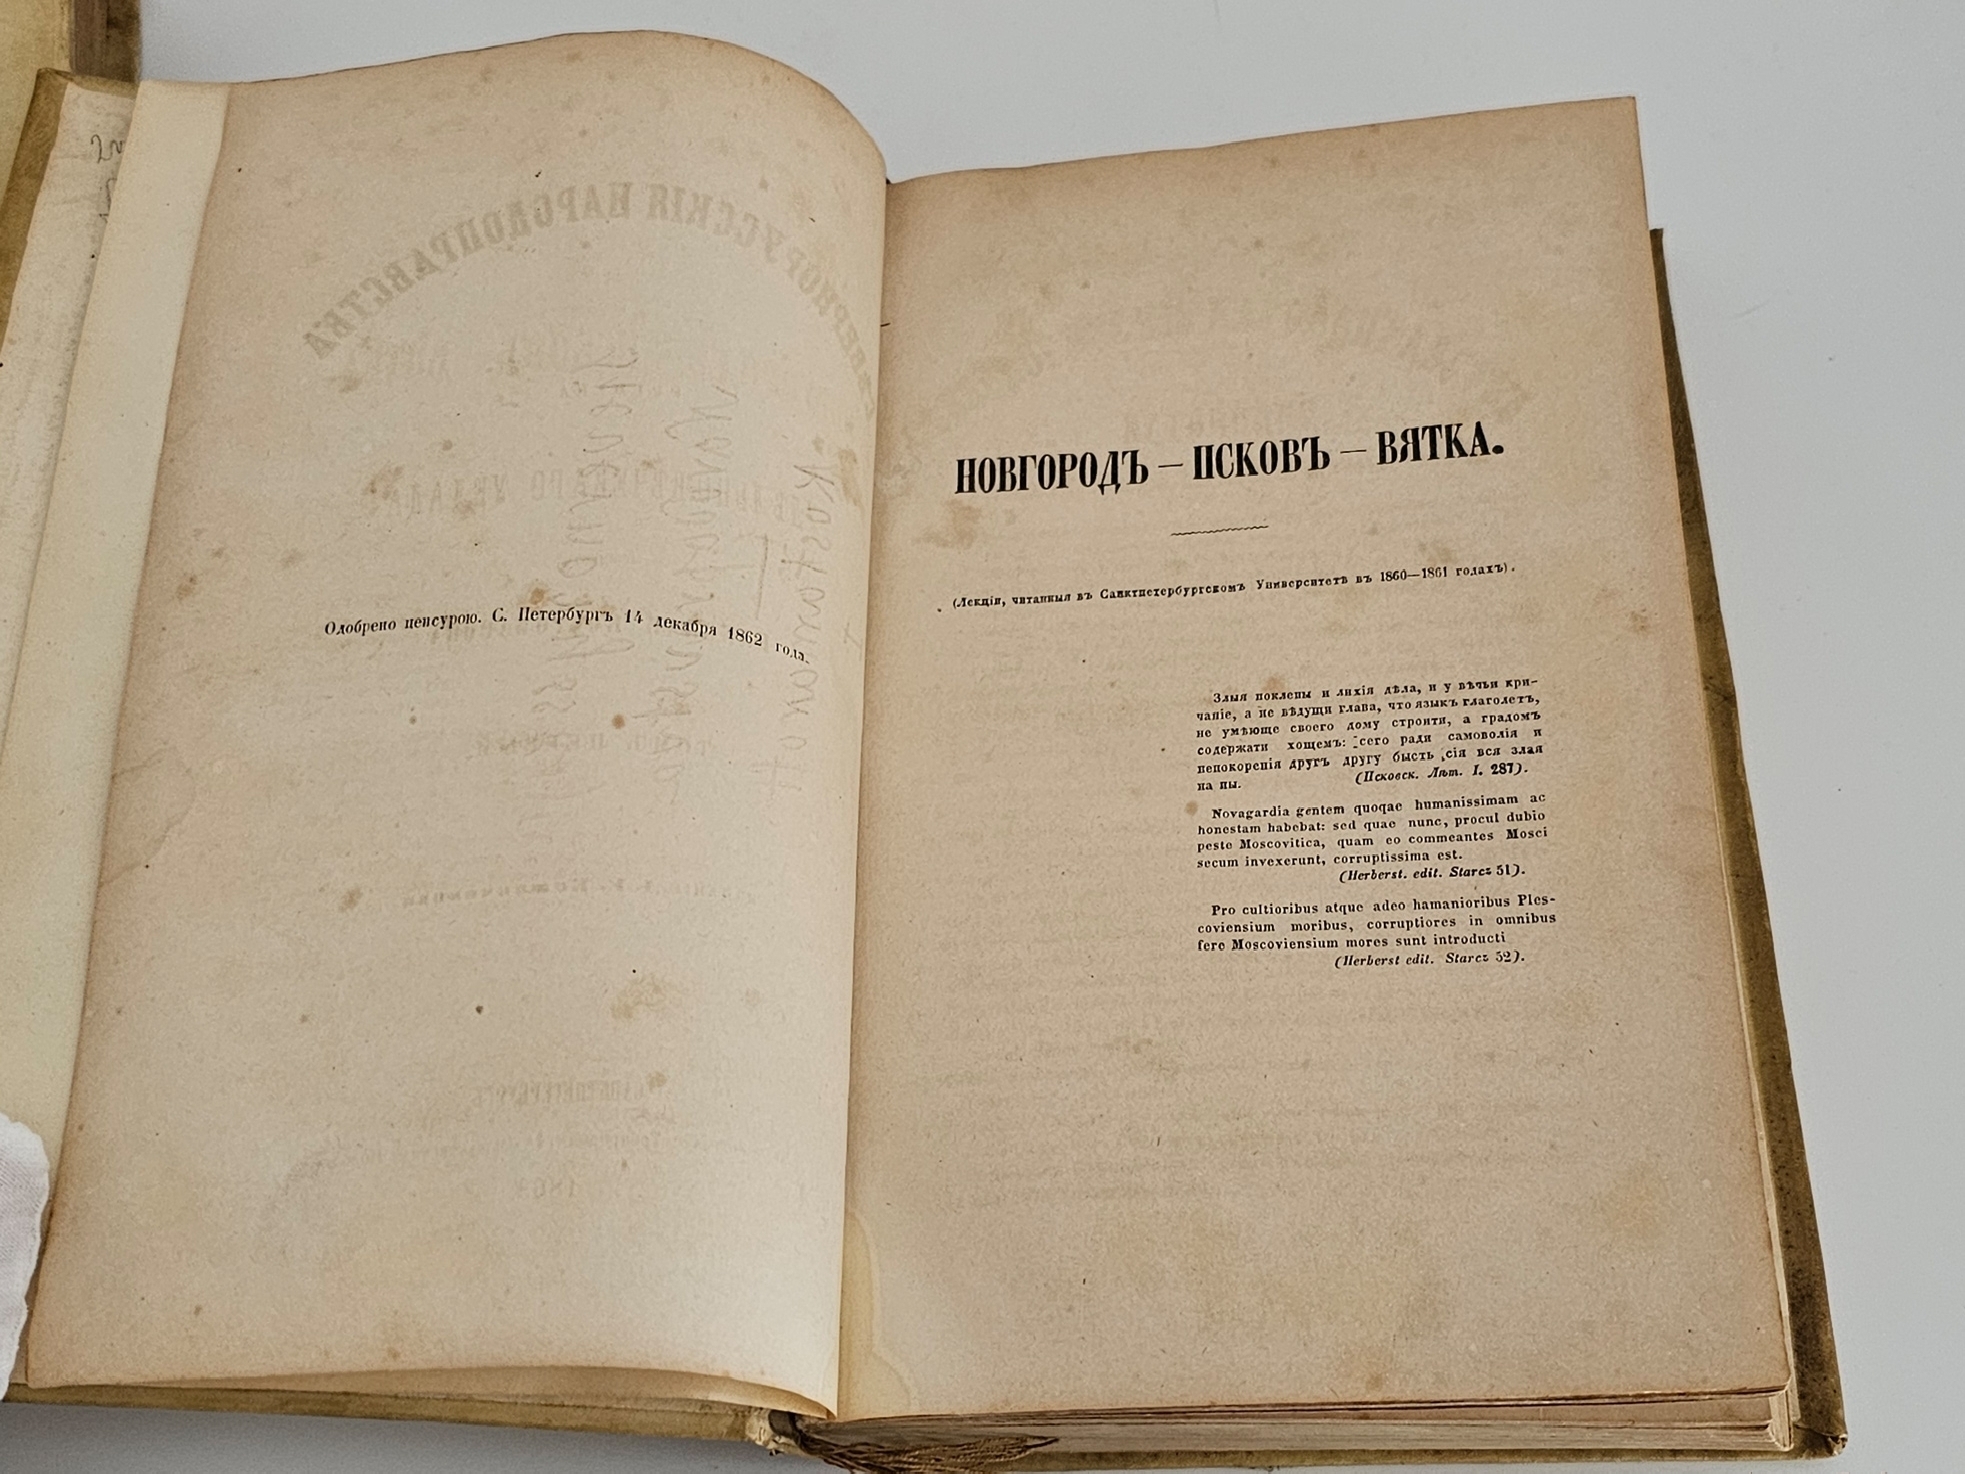 Одобрено ценсурою. С. Петербургъ 14 декабря 1862 года.
НОВГОРОДЪ — ПСКОВЪ — ВЯТКА.
(Лекціи, читанныя въ Санктпетербургскомъ Университетѣ въ 1860—1861 годахъ).
Злыя поклепы и лихія дѣла, и у вѣчьи кри-
чаніе, а не вѣдущи глава, что языкъ глаголетъ,
не умѣюще своего дому строити, а градомъ
содержати хощемъ: сего ради самоволія и
непокоренія другъ другу бысть сія вся злая
на ны. (Псковск. Лѣт. I. 287).
Novagardia gentem quoqae humanissimam ac
honestam habebat: sed quae nunc, procul dubio
peste Moscovitica, quam eo commeantes Mosci
secum invexerunt, corruptissima est.
(Herberst. edit. Starcz 51).
Pro cultioribus atque adeo hamanioribus Ples-
coviensium moribus, corruptiores in omnibus
fere Moscoviensium mores sunt introducti
(Herberst edit. Starcz 52).